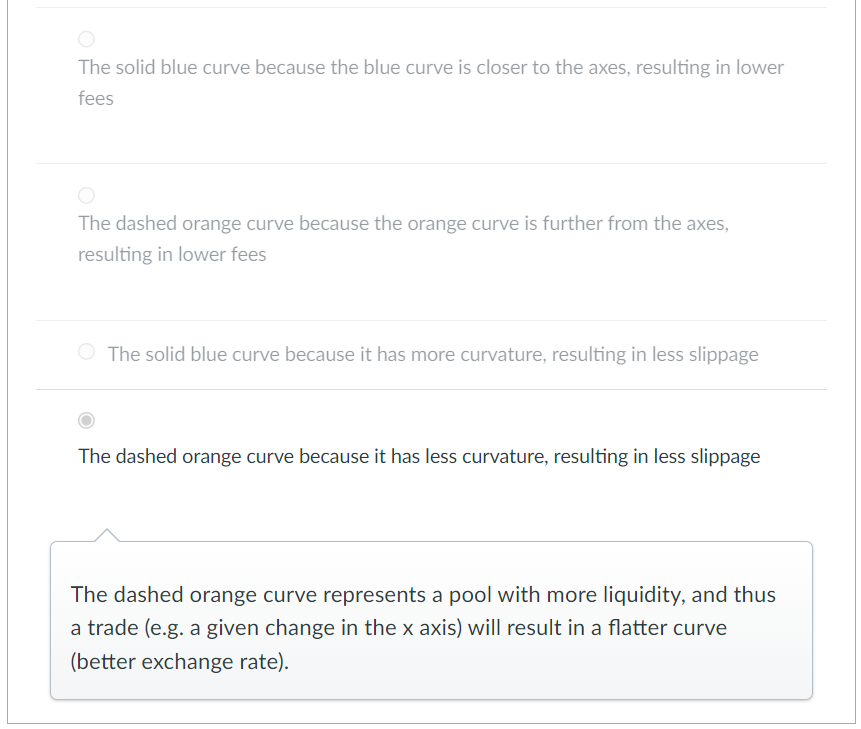 The solid blue curve because the blue curve is closer to the axes, resulting in lower
fees
The dashed orange curve because the orange curve is further from the axes,
resulting in lower fees
The solid blue curve because it has more curvature, resulting in less slippage
The dashed orange curve because it has less curvature, resulting in less slippage
The dashed orange curve represents a pool with more liquidity, and thus
a trade (e.g. a given change in the x axis) will result in a flatter curve
(better exchange rate).